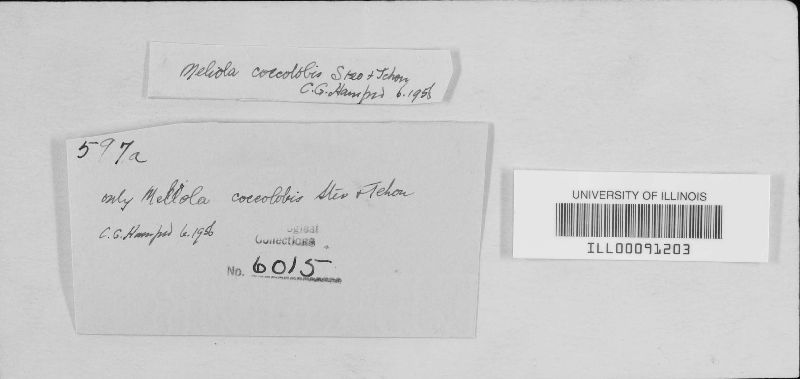 Meliola coccolobis Stev + Tehon
C.G. Hansford 6.1956
597a
only Meliola coccolobis Stev + Tehon
C.G. Hansford 6.1956
Collections
No. 6015
UNIVERSITY OF ILLINOIS
ILL00091203